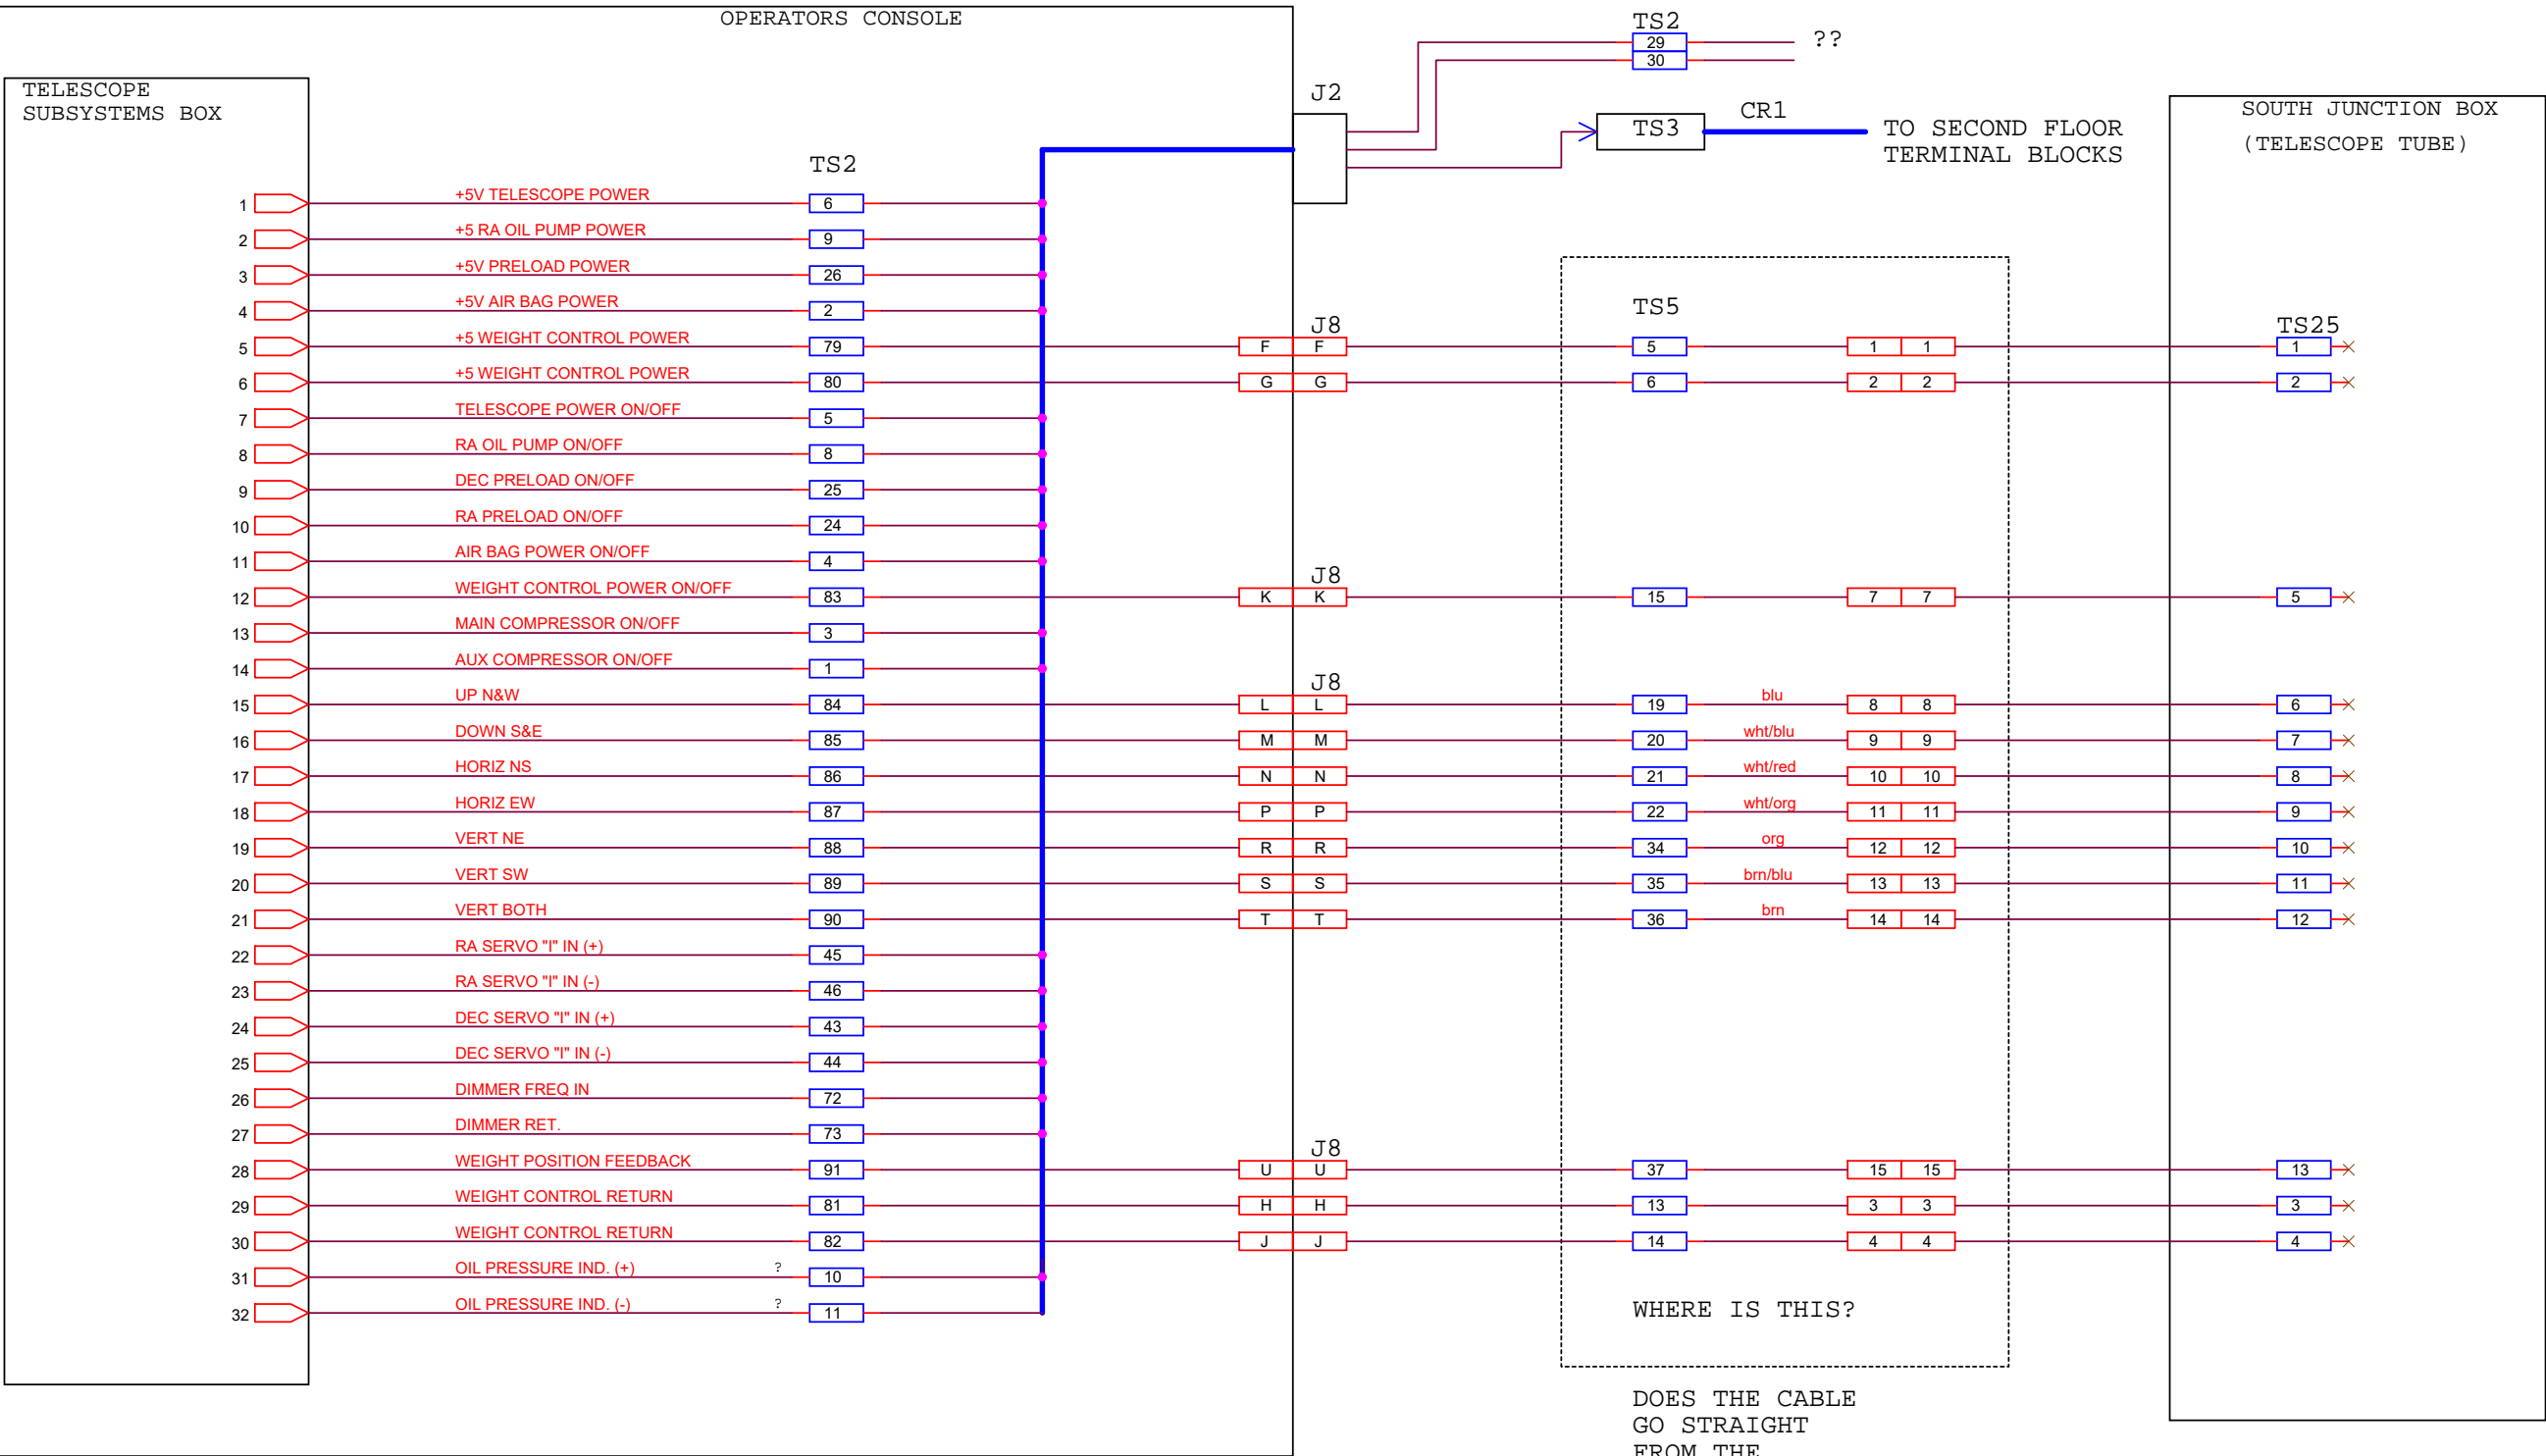 OPERATORS CONSOLE
TS2
29
30
??
TELESCOPE
SUBSYSTEMS BOX
J2
TS3
CR1
TO SECOND FLOOR
TERMINAL BLOCKS
SOUTH JUNCTION BOX
(TELESCOPE TUBE)
TS2
TS5
TS25
1 +5V TELESCOPE POWER 6
2 +5 RA OIL PUMP POWER 9
3 +5V PRELOAD POWER 26
4 +5V AIR BAG POWER 2
J8
5 +5 WEIGHT CONTROL POWER 79 F F 5 1 1 1
6 +5 WEIGHT CONTROL POWER 80 G G 6 2 2 2
7 TELESCOPE POWER ON/OFF 5
8 RA OIL PUMP ON/OFF 8
9 DEC PRELOAD ON/OFF 25
10 RA PRELOAD ON/OFF 24
11 AIR BAG POWER ON/OFF 4
J8
12 WEIGHT CONTROL POWER ON/OFF 83 K K 15 7 7 5
13 MAIN COMPRESSOR ON/OFF 3
14 AUX COMPRESSOR ON/OFF 1
J8
15 UP N&W 84 L L 19 blu 8 8 6
16 DOWN S&E 85 M M 20 wht/blu 9 9 7
17 HORIZ NS 86 N N 21 wht/red 10 10 8
18 HORIZ EW 87 P P 22 wht/org 11 11 9
19 VERT NE 88 R R 34 org 12 12 10
20 VERT SW 89 S S 35 brn/blu 13 13 11
21 VERT BOTH 90 T T 36 brn 14 14 12
22 RA SERVO "I" IN (+) 45
23 RA SERVO "I" IN (-) 46
24 DEC SERVO "I" IN (+) 43
25 DEC SERVO "I" IN (-) 44
26 DIMMER FREQ IN 72
27 DIMMER RET. 73
J8
28 WEIGHT POSITION FEEDBACK 91 U U 37 15 15 13
29 WEIGHT CONTROL RETURN 81 H H 13 3 3 3
30 WEIGHT CONTROL RETURN 82 J J 14 4 4 4
31 OIL PRESSURE IND. (+) ? 10
32 OIL PRESSURE IND. (-) ? 11
WHERE IS THIS?
DOES THE CABLE
GO STRAIGHT
FROM THE